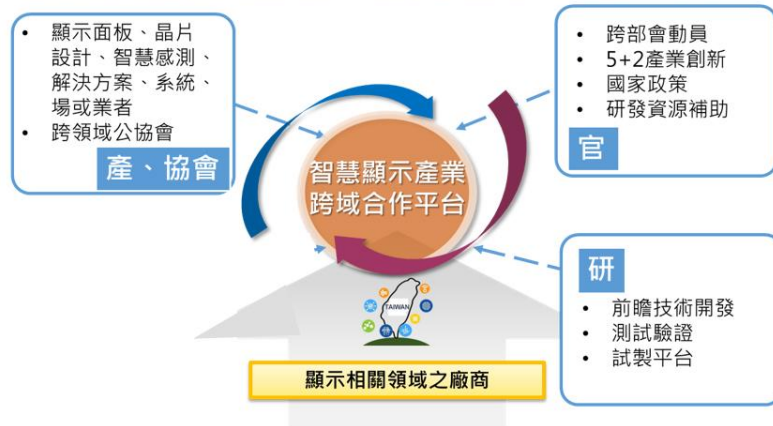 • 顯示面板、晶片
設計、智慧感測、
解決方案、系統、
場或業者
• 跨領域公協會
產、協會
• 跨部會動員
• 5+2產業創新
• 國家政策
• 研發資源補助
官
智慧顯示產業
跨域合作平台
研
• 前瞻技術開發
• 測試驗證
• 試製平台
TAIWAN
顯示相關領域之廠商